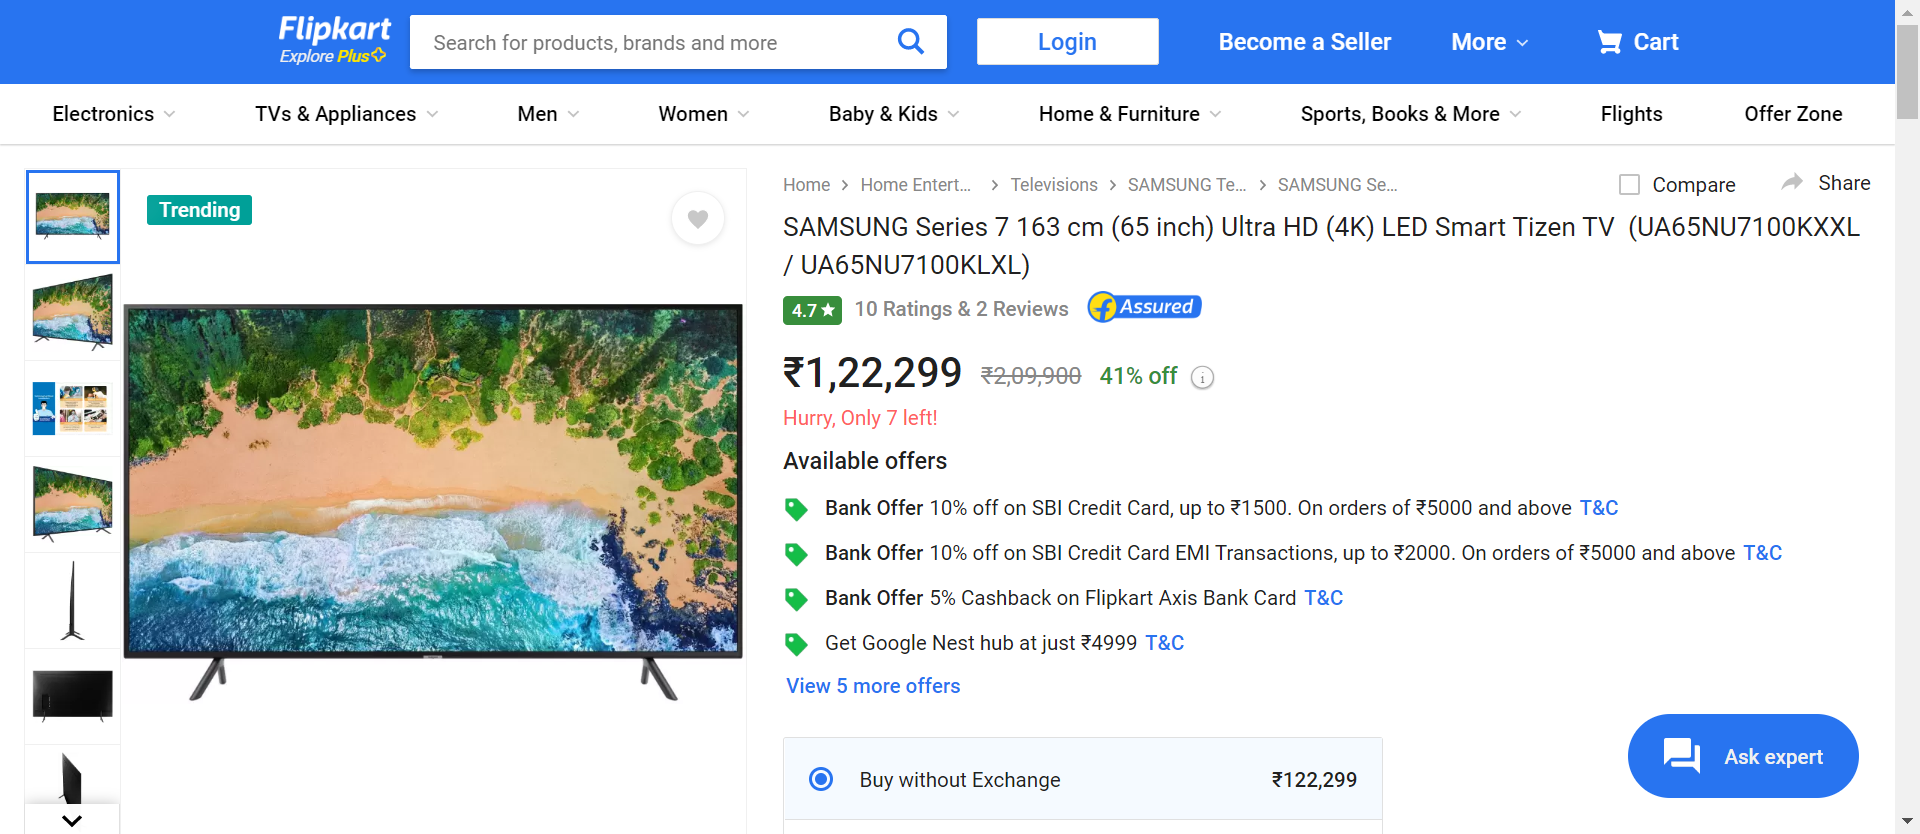 Flipkart
Explore Plus
Search for products, brands and more
Login
Become a Seller
More
Cart
Electronics
TVs & Appliances
Men
Women
Baby & Kids
Home & Furniture
Sports, Books & More
Flights
Offer Zone
Trending
Home > Home Entert... > Televisions > SAMSUNG Te... > SAMSUNG Se...
Compare
Share
SAMSUNG Series 7 163 cm (65 inch) Ultra HD (4K) LED Smart Tizen TV (UA65NU7100KXXL
/ UA65NU7100KLXL)
4.7★ 10 Ratings & 2 Reviews
Assured
₹1,22,299 ₹2,09,900 41% off
Hurry, Only 7 left!
Available offers
Bank Offer 10% off on SBI Credit Card, up to ₹1500. On orders of ₹5000 and above T&C
Bank Offer 10% off on SBI Credit Card EMI Transactions, up to ₹2000. On orders of ₹5000 and above T&C
Bank Offer 5% Cashback on Flipkart Axis Bank Card T&C
Get Google Nest hub at just ₹4999 T&C
View 5 more offers
Buy without Exchange ₹122,299
Ask expert